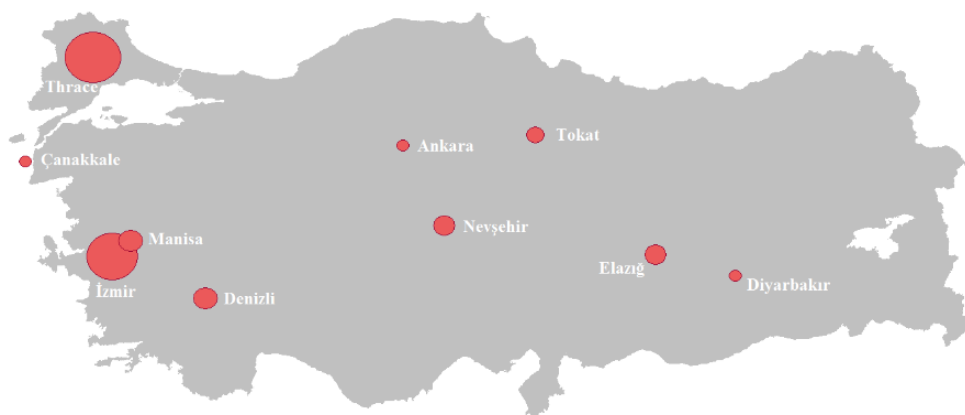 Thrace
Çanakkale
Ankara
Tokat
Manisa
Nevşehir
İzmir
Denizli
Elazığ
Diyarbakır